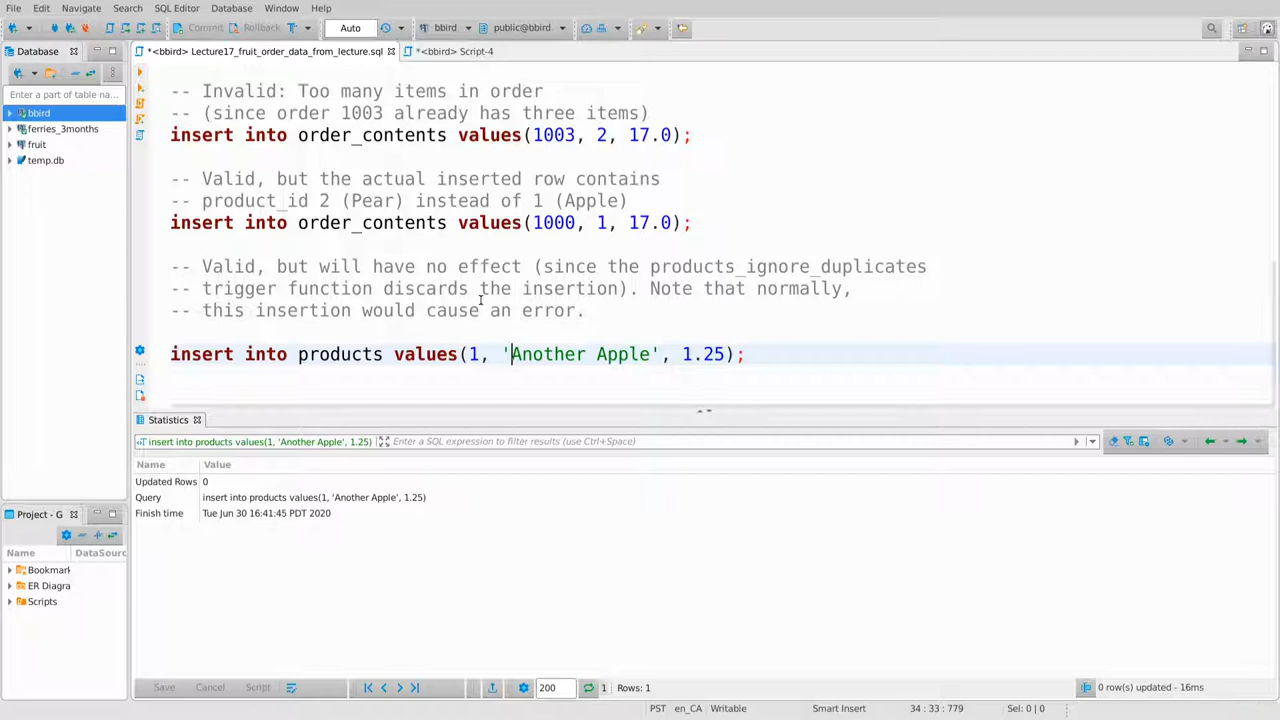 File Edit Navigate Search SQL Editor Database Window Help
Commit Rollback Auto bbird public@bbird
Database *<bbird> Lecture17_fruit_order_data_from_lecture.sql *<bbird> Script-4
Enter a part of table na...
bbird
ferries_3months
fruit
temp.db
-- Invalid: Too many items in order
-- (since order 1003 already has three items)
insert into order_contents values(1003, 2, 17.0);
-- Valid, but the actual inserted row contains
-- product_id 2 (Pear) instead of 1 (Apple)
insert into order_contents values(1000, 1, 17.0);
-- Valid, but will have no effect (since the products_ignore_duplicates
-- trigger function discards the insertion). Note that normally,
-- this insertion would cause an error.
insert into products values(1, 'Another Apple', 1.25);
Statistics
insert into products values(1, 'Another Apple', 1.25) Enter a SQL expression to filter results (use Ctrl+Space)
Name Value
Updated Rows 0
Query insert into products values(1, 'Another Apple', 1.25)
Finish time Tue Jun 30 16:41:45 PDT 2020
Project - G
Name DataSourc
Bookmark
ER Diagra
Scripts
Save Cancel Script 200 1 Rows: 1 0 row(s) updated - 16ms
PST en_CA Writable Smart Insert 34 : 33 : 779 Sel: 0 | 0